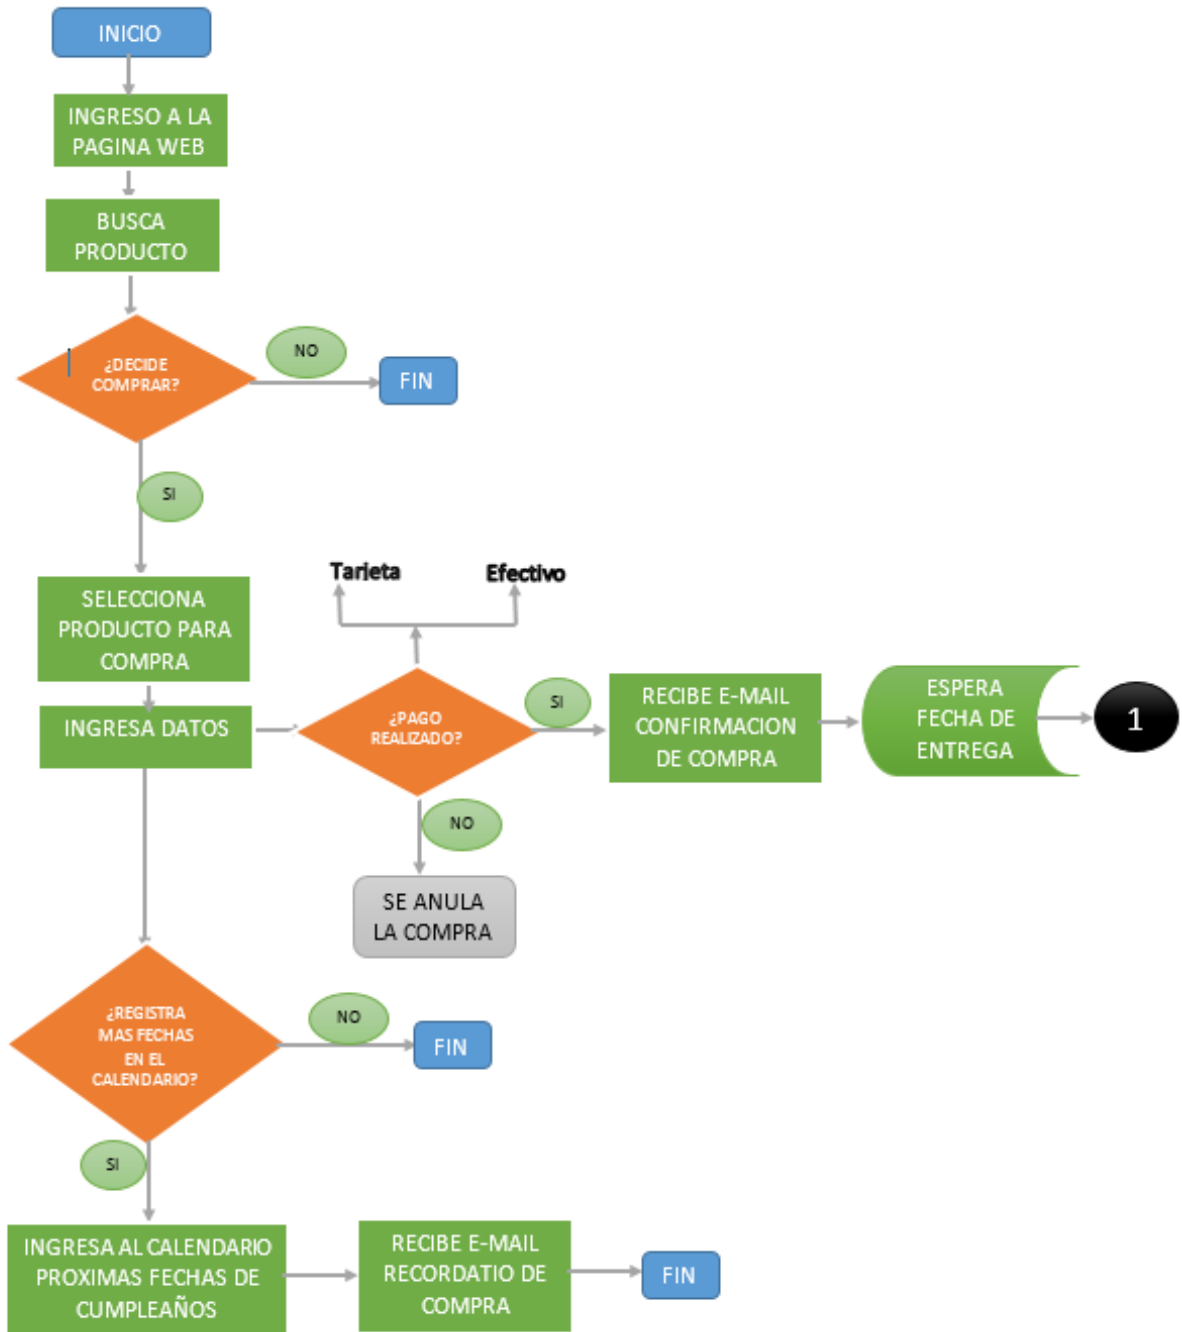 INICIO
INGRESO A LA
PAGINA WEB
BUSCA
PRODUCTO
¿DECIDE
COMPRAR?
NO
FIN
SI
SELECCIONA
PRODUCTO PARA
COMPRA
INGRESA DATOS
Tarjeta
Efectivo
¿PAGO
REALIZADO?
SI
RECIBE E-MAIL
CONFIRMACION
DE COMPRA
ESPERA
FECHA DE
ENTREGA
1
NO
SE ANULA
LA COMPRA
¿REGISTRA
MAS FECHAS
EN EL
CALENDARIO?
NO
FIN
SI
INGRESA AL CALENDARIO
PROXIMAS FECHAS DE
CUMPLEAÑOS
RECIBE E-MAIL
RECORDATIO DE
COMPRA
FIN